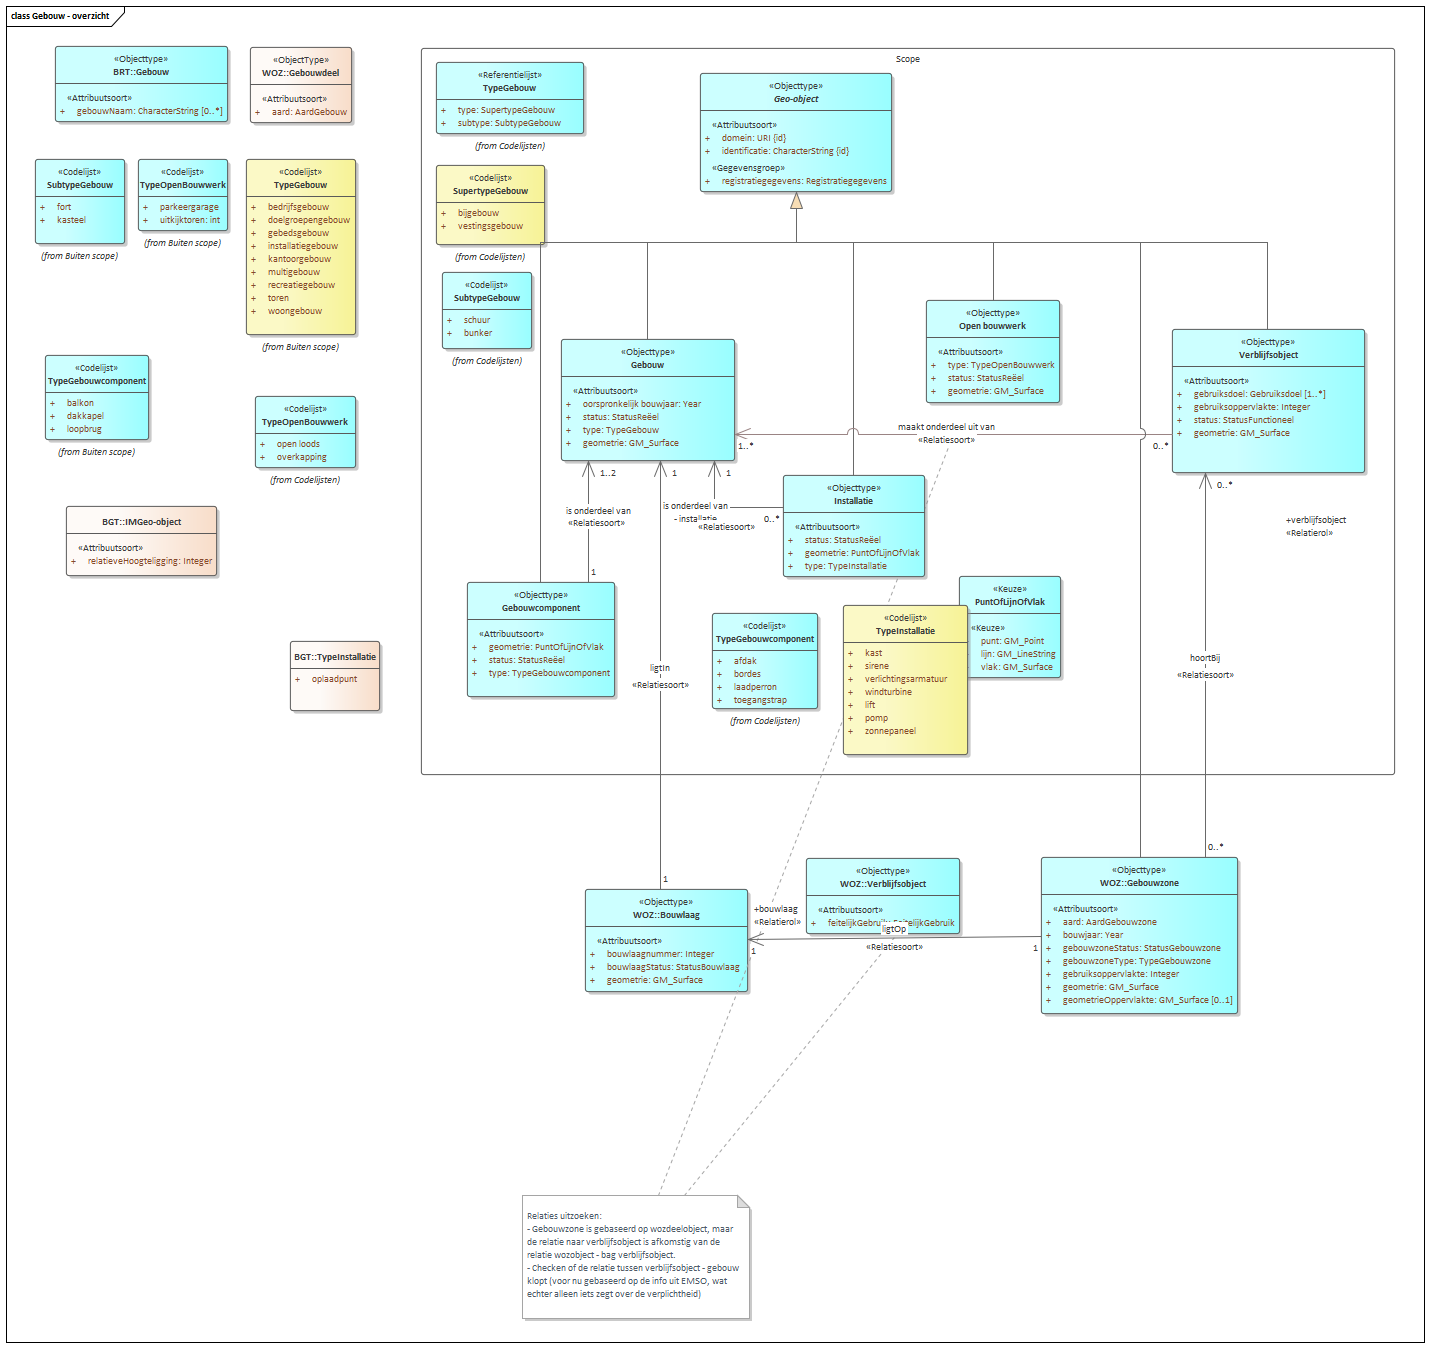 class Gebouw - overzicht
«Objecttype»
BRT::Gebouw
«Attribuutsoort»
+ gebouwNaam: CharacterString [0..*]
«ObjectType»
WOZ::Gebouwdeel
«Attribuutsoort»
+ aard: AardGebouw
«Codelijst»
SubtypeGebouw
+ fort
+ kasteel
(from Buiten scope)
«Codelijst»
TypeOpenBouwwerk
+ parkeergarage
+ uitkijktoren: int
(from Buiten scope)
«Codelijst»
TypeGebouw
+ bedrijfsgebouw
+ doelgroepengebouw
+ gebedsgebouw
+ installatiegebouw
+ kantoorgebouw
+ multigebouw
+ recreatiegebouw
+ toren
+ woongebouw
(from Buiten scope)
«Codelijst»
TypeGebouwcomponent
+ balkon
+ dakkapel
+ loopbrug
(from Buiten scope)
«Codelijst»
TypeOpenBouwwerk
+ open loods
+ overkapping
(from Codelijsten)
BGT::IMGeo-object
«Attribuutsoort»
+ relatieveHoogteligging: Integer
BGT::TypeInstallatie
+ oplaadpunt
Scope
«Referentielijst»
TypeGebouw
+ type: SupertypeGebouw
+ subtype: SubtypeGebouw
(from Codelijsten)
«Codelijst»
SupertypeGebouw
+ bijgebouw
+ vestingsgebouw
(from Codelijsten)
«Codelijst»
SubtypeGebouw
+ schuur
+ bunker
(from Codelijsten)
«Objecttype»
Geo-object
«Attribuutsoort»
+ domein: URI {id}
+ identificatie: CharacterString {id}
«Gegevensgroep»
+ registratiegegevens: Registratiegegevens
«Objecttype»
Gebouw
«Attribuutsoort»
+ oorspronkelijk bouwjaar: Year
+ status: StatusReëel
+ type: TypeGebouw
+ geometrie: GM_Surface
«Objecttype»
Open bouwwerk
«Attribuutsoort»
+ type: TypeOpenBouwwerk
+ status: StatusReëel
+ geometrie: GM_Surface
«Objecttype»
Verblijfsobject
«Attribuutsoort»
+ gebruiksdoel: Gebruiksdoel [1..*]
+ gebruiksoppervlakte: Integer
+ status: StatusFunctioneel
+ geometrie: GM_Surface
maakt onderdeel uit van
«Relatiesoort»
1..*
0..*
«Objecttype»
Installatie
«Attribuutsoort»
+ status: StatusReëel
+ geometrie: PuntOfLijnOfVlak
+ type: TypeInstallatie
1..2
1
1
is onderdeel van
«Relatiesoort»
1
is onderdeel van
- installatie
«Relatiesoort»
0..*
0..*
+verblijfsobject
«Relatierol»
«Objecttype»
Gebouwcomponent
«Attribuutsoort»
+ geometrie: PuntOfLijnOfVlak
+ status: StatusReëel
+ type: TypeGebouwcomponent
ligtIn
«Relatiesoort»
1
«Codelijst»
TypeGebouwcomponent
+ afdak
+ bordes
+ laadperron
+ toegangstrap
(from Codelijsten)
«Codelijst»
TypeInstallatie
+ kast
+ sirene
+ verlichtingsarmatuur
+ windturbine
+ lift
+ pomp
+ zonnepaneel
«Keuze»
PuntOfLijnOfVlak
«Keuze»
punt: GM_Point
lijn: GM_LineString
vlak: GM_Surface
hoortBij
«Relatiesoort»
0..*
«Objecttype»
WOZ::Bouwlaag
«Attribuutsoort»
+ bouwlaagnummer: Integer
+ bouwlaagStatus: StatusBouwlaag
+ geometrie: GM_Surface
+bouwlaag
«Relatierol»
1
«Objecttype»
WOZ::Verblijfsobject
«Attribuutsoort»
+ feitelijkGebruik: FeitelijkGebruik
ligtOp
«Relatiesoort»
1
«Objecttype»
WOZ::Gebouwzone
«Attribuutsoort»
+ aard: AardGebouwzone
+ bouwjaar: Year
+ gebouwzoneStatus: StatusGebouwzone
+ gebouwzoneType: TypeGebouwzone
+ gebruiksoppervlakte: Integer
+ geometrie: GM_Surface
+ geometrieOppervlakte: GM_Surface [0..1]
Relaties uitzoeken:
- Gebouwzone is gebaseerd op wozdeelobject, maar
de relatie naar verblijfsobject is afkomstig van de
relatie wozobject - bag verblijfsobject.
- Checken of de relatie tussen verblijfsobject - gebouw
klopt (voor nu gebaseerd op de info uit EMSO, wat
echter alleen iets zegt over de verplichtheid)